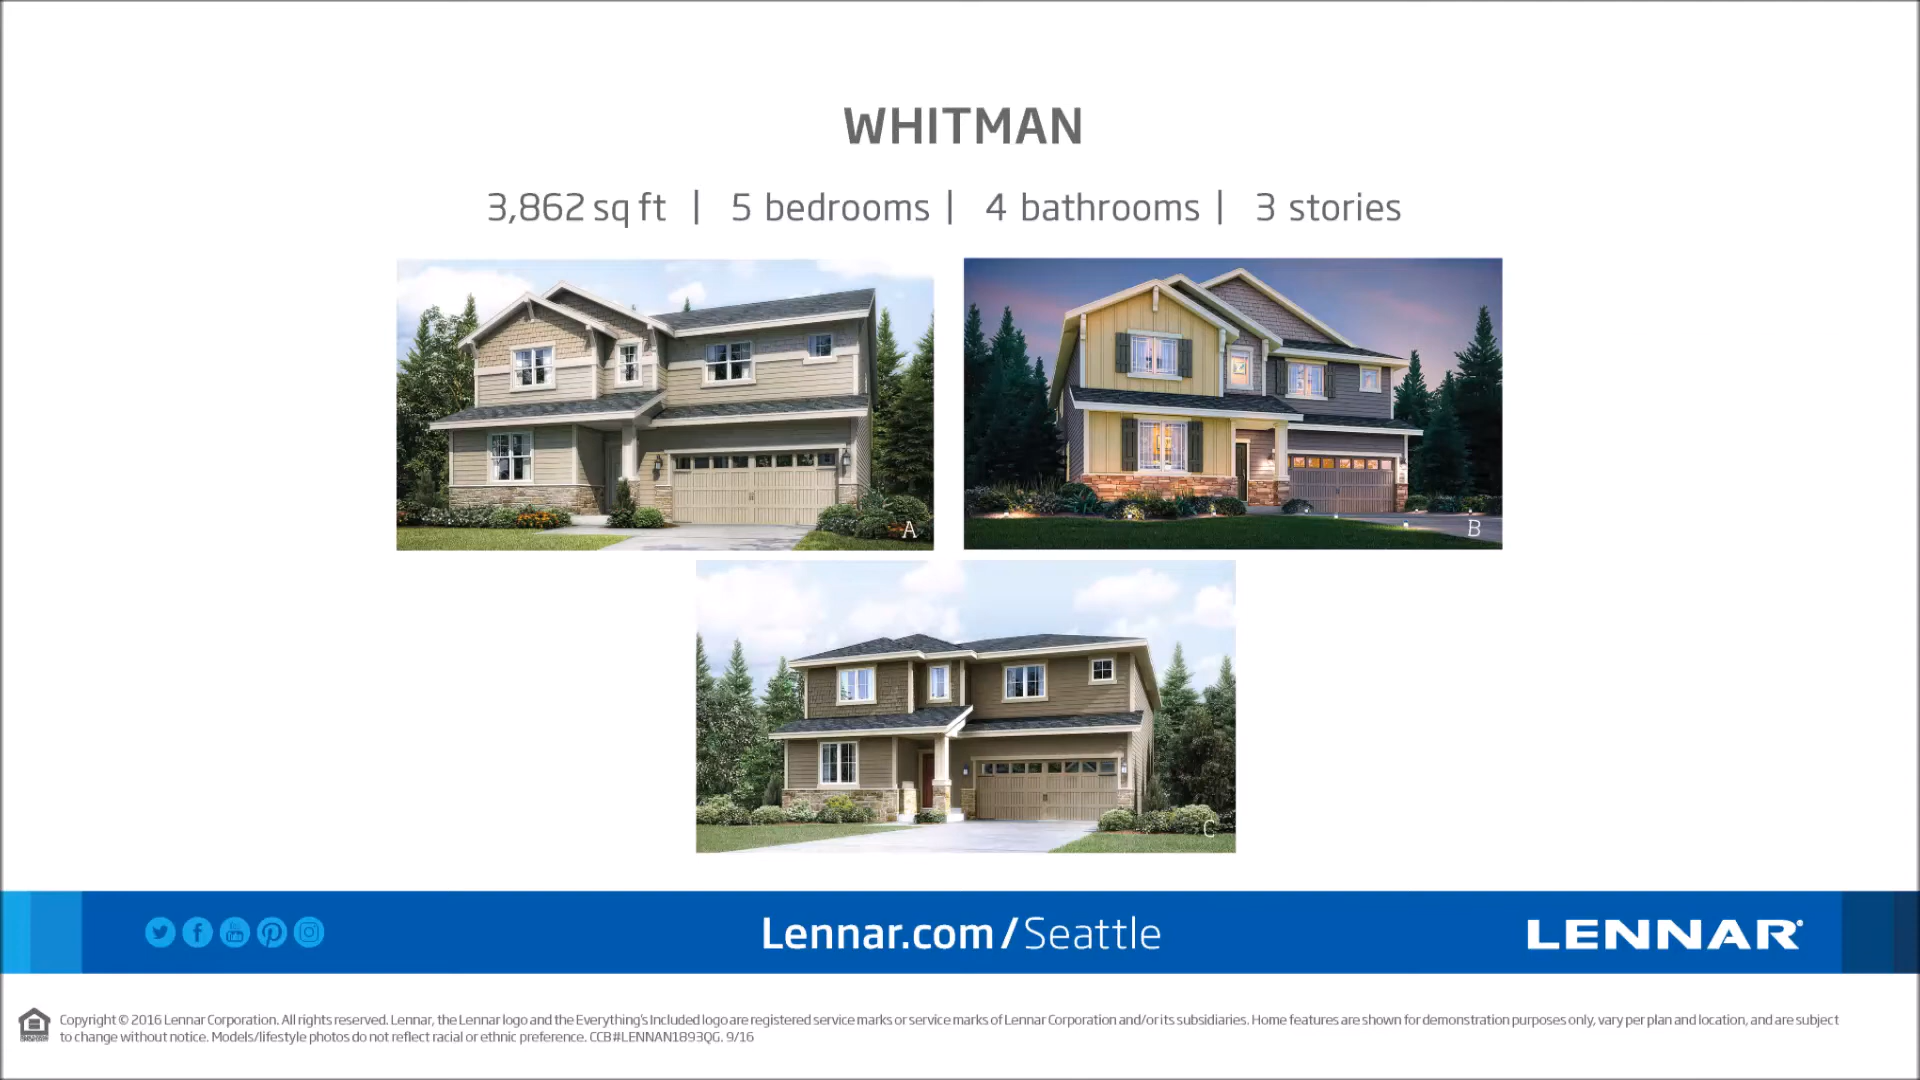 WHITMAN
3,862 sq ft | 5 bedrooms | 4 bathrooms | 3 stories
A
B
C
Lennar.com/Seattle
LENNAR
Copyright © 2016 Lennar Corporation. All rights reserved. Lennar, the Lennar logo and the Everything's Included logo are registered service marks or service marks of Lennar Corporation and/or its subsidiaries. Home features are shown for demonstration purposes only, vary per plan and location, and are subject
to change without notice. Models/lifestyle photos do not reflect racial or ethnic preference. CCB#LENNAN1893QG. 9/16